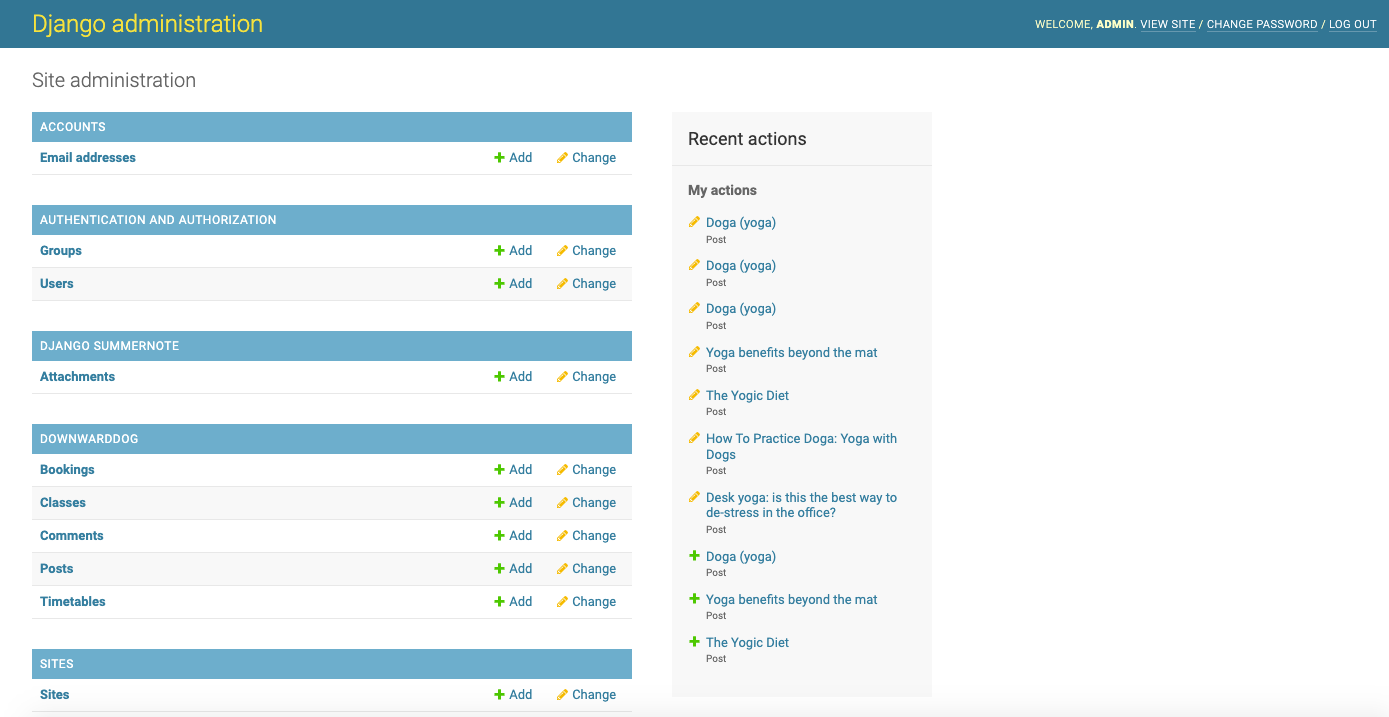 Django administration
WELCOME, ADMIN. VIEW SITE / CHANGE PASSWORD / LOG OUT
Site administration
ACCOUNTS
Email addresses Add Change
AUTHENTICATION AND AUTHORIZATION
Groups Add Change
Users Add Change
DJANGO SUMMERNOTE
Attachments Add Change
DOWNWARDDOG
Bookings Add Change
Classes Add Change
Comments Add Change
Posts Add Change
Timetables Add Change
SITES
Sites Add Change
Recent actions
My actions
Doga (yoga)
Post
Doga (yoga)
Post
Doga (yoga)
Post
Yoga benefits beyond the mat
Post
The Yogic Diet
Post
How To Practice Doga: Yoga with
Dogs
Post
Desk yoga: is this the best way to
de-stress in the office?
Post
Doga (yoga)
Post
Yoga benefits beyond the mat
Post
The Yogic Diet
Post